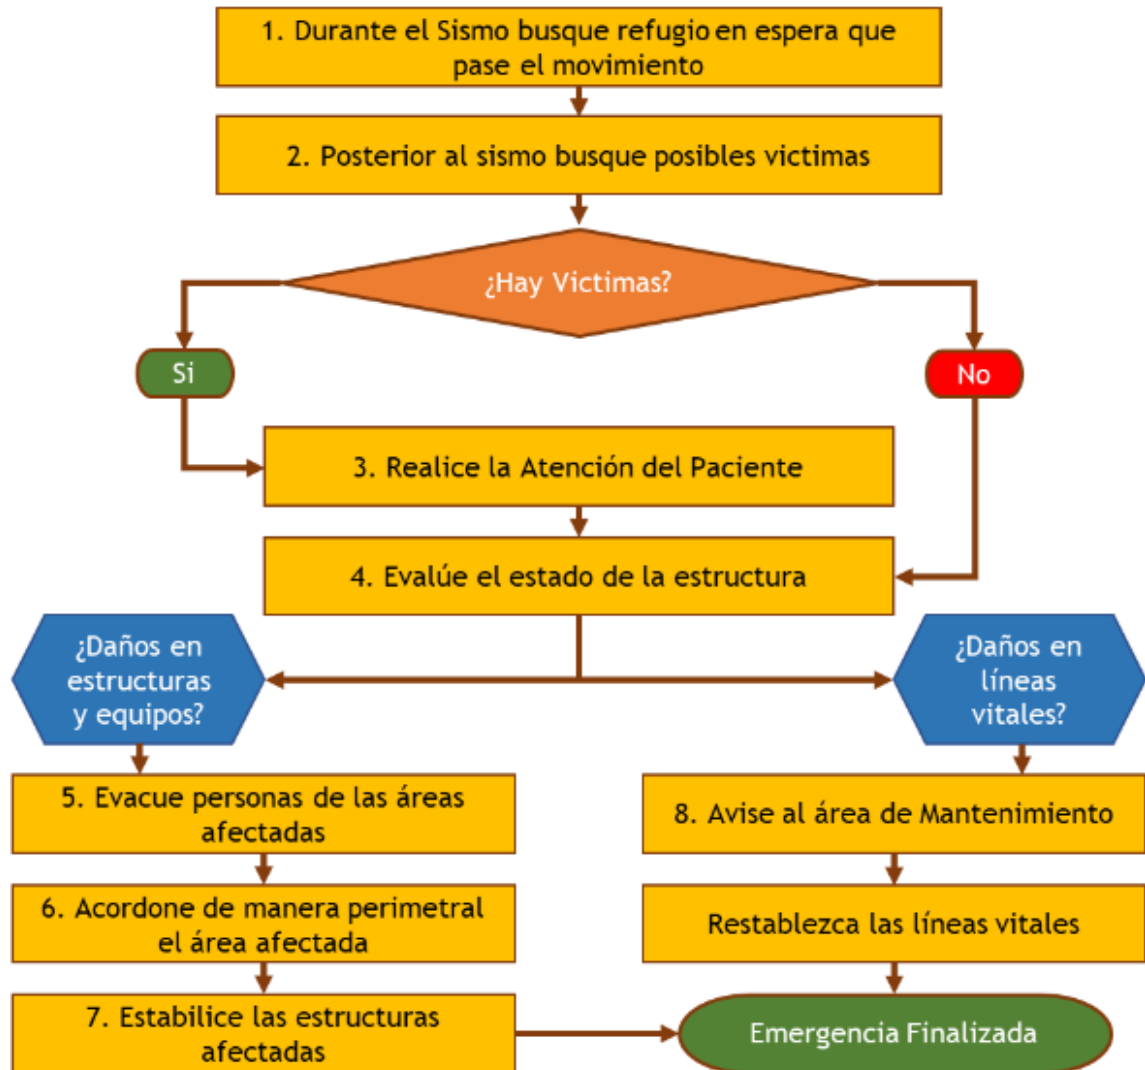 1. Durante el Sismo busque refugio en espera que
pase el movimiento
2. Posterior al sismo busque posibles victimas
¿Hay Victimas?
Si
No
3. Realice la Atención del Paciente
4. Evalúe el estado de la estructura
¿Daños en
estructuras
y equipos?
¿Daños en
líneas
vitales?
5. Evacue personas de las áreas
afectadas
8. Avise al área de Mantenimiento
6. Acordone de manera perimetral
el área afectada
Restablezca las líneas vitales
7. Estabilice las estructuras
afectadas
Emergencia Finalizada